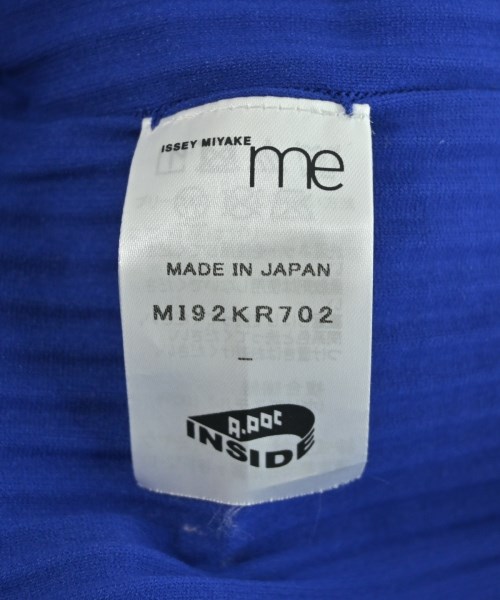 ISSEY MIYAKE me
MADE IN JAPAN
MI92KR702
–
A.POC
INSIDE